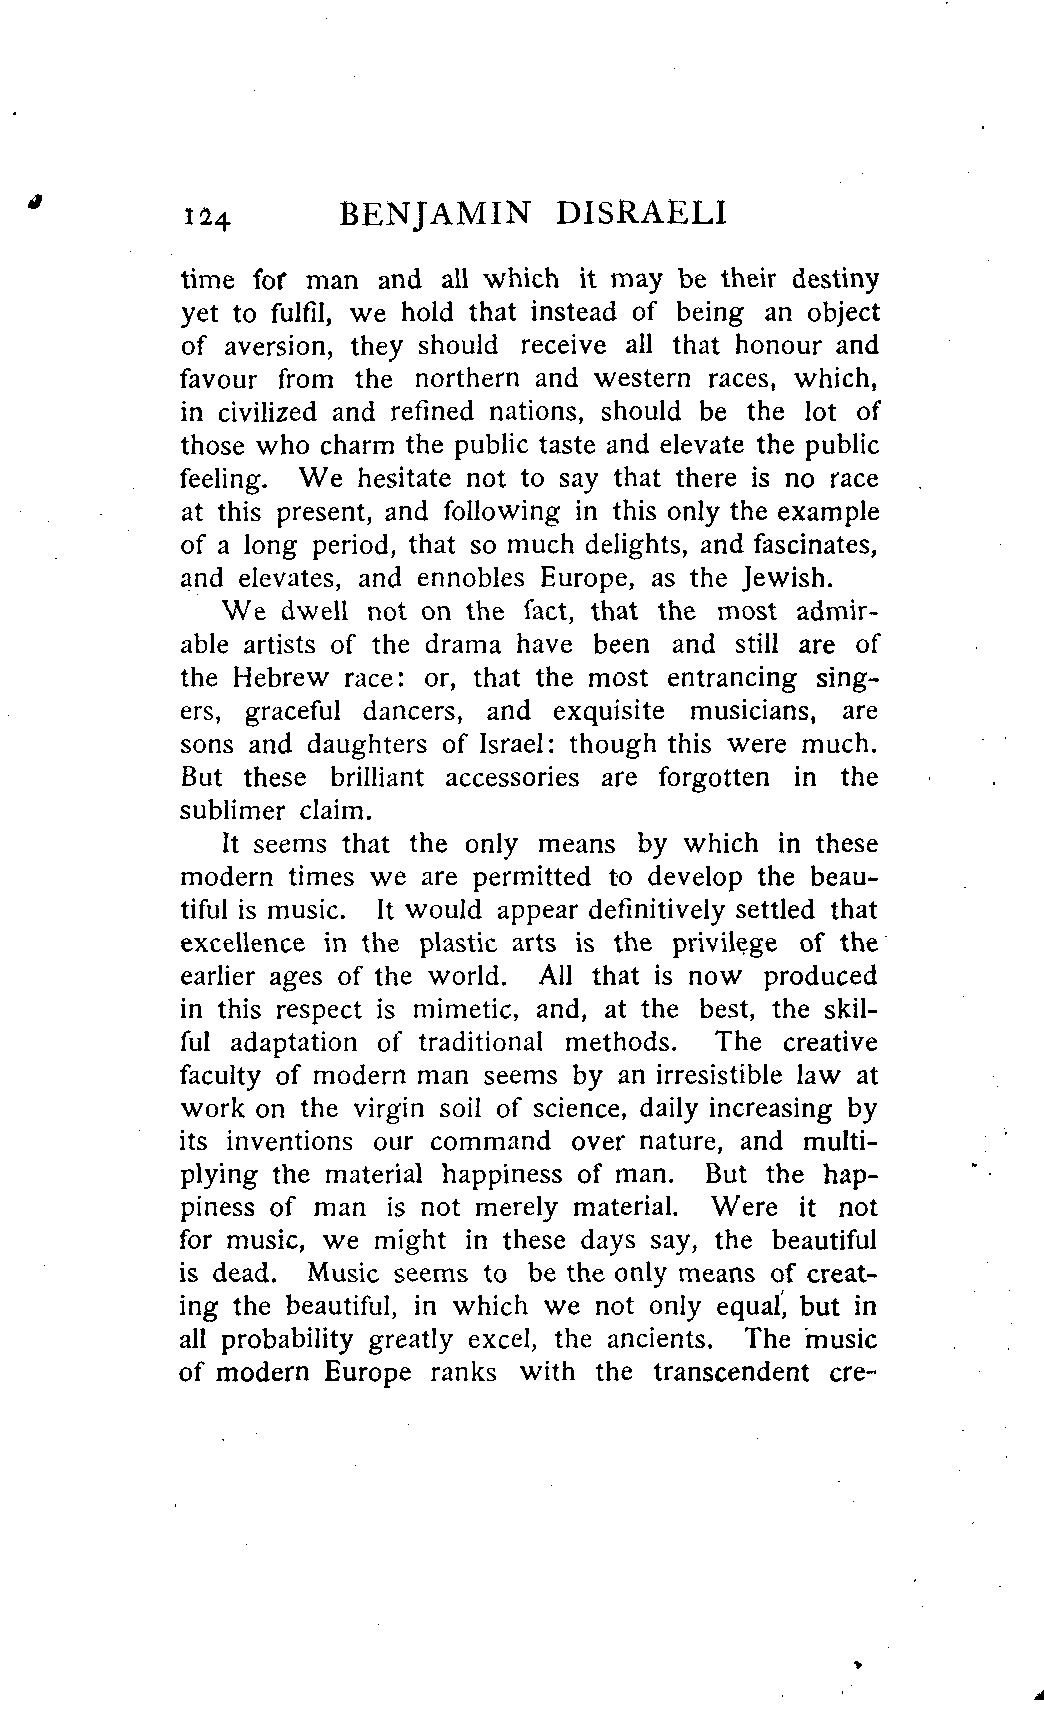 124 BENJAMIN DISRAELI
time for man and all which it may be their destiny
yet to fulfil, we hold that instead of being an object
of aversion, they should receive all that honour and
favour from the northern and western races, which,
in civilized and refined nations, should be the lot of
those who charm the public taste and elevate the public
feeling. We hesitate not to say that there is no race
at this present, and following in this only the example
of a long period, that so much delights, and fascinates,
and elevates, and ennobles Europe, as the Jewish.
We dwell not on the fact, that the most admir-
able artists of the drama have been and still are of
the Hebrew race: or, that the most entrancing sing-
ers, graceful dancers, and exquisite musicians, are
sons and daughters of Israel: though this were much.
But these brilliant accessories are forgotten in the
sublimer claim.
It seems that the only means by which in these
modern times we are permitted to develop the beau-
tiful is music. It would appear definitively settled that
excellence in the plastic arts is the privilege of the
earlier ages of the world. All that is now produced
in this respect is mimetic, and, at the best, the skil-
ful adaptation of traditional methods. The creative
faculty of modern man seems by an irresistible law at
work on the virgin soil of science, daily increasing by
its inventions our command over nature, and multi-
plying the material happiness of man. But the hap-
piness of man is not merely material. Were it not
for music, we might in these days say, the beautiful
is dead. Music seems to be the only means of creat-
ing the beautiful, in which we not only equal, but in
all probability greatly excel, the ancients. The music
of modern Europe ranks with the transcendent cre-